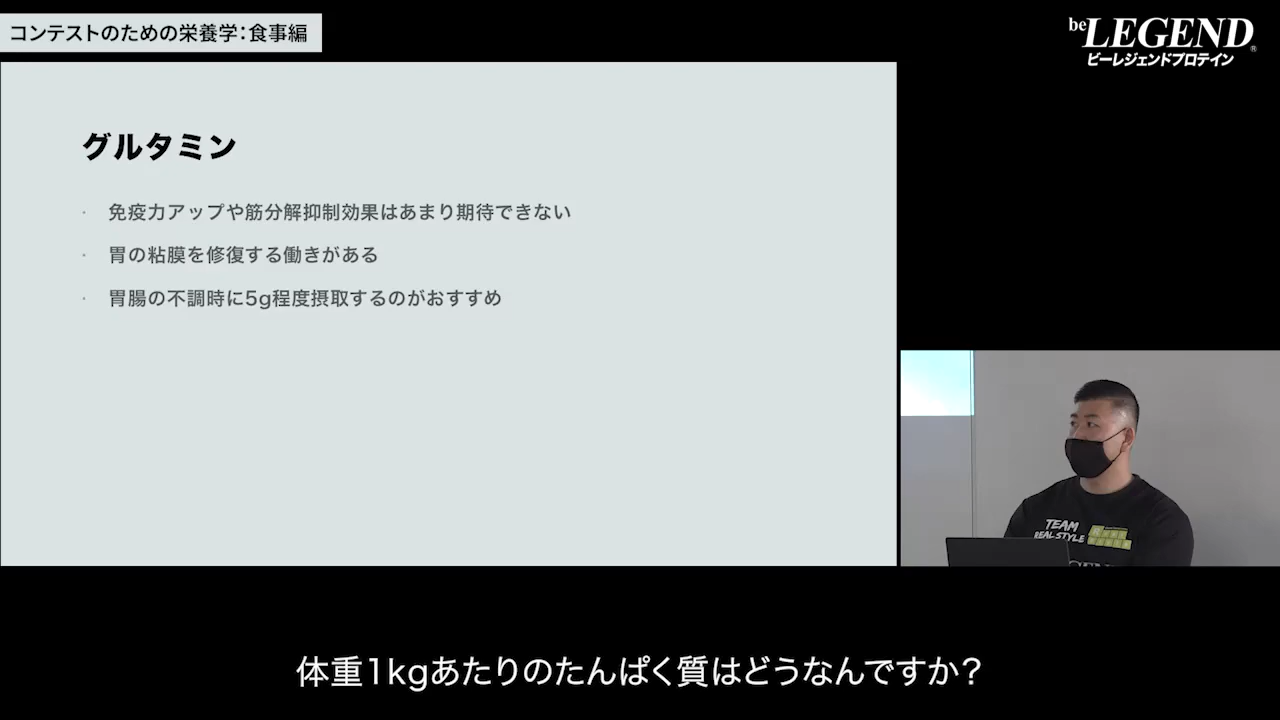 コンテストのための栄養学:食事編
be LEGEND®
ビーレジェンドプロテイン
グルタミン
· 免疫力アップや筋分解抑制効果はあまり期待できない
· 胃の粘膜を修復する働きがある
· 胃腸の不調時に5g程度摂取するのがおすすめ
TEAM
REAL STYLE
体重1kgあたりのたんぱく質はどうなんですか?